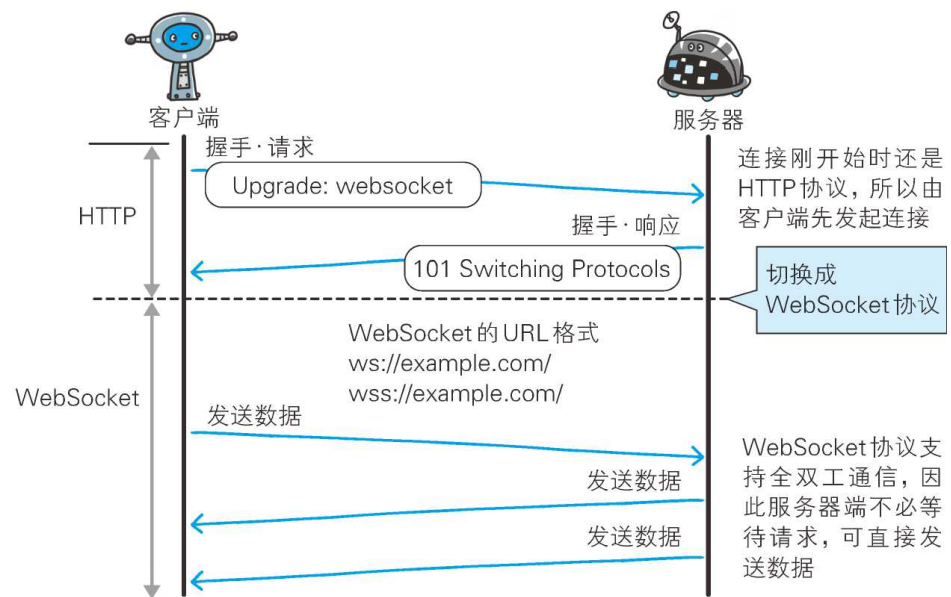 客户端
服务器
握手·请求
Upgrade: websocket
连接刚开始时还是
HTTP协议，所以由
客户端先发起连接
HTTP
握手·响应
101 Switching Protocols
切换成
WebSocket协议
WebSocket的URL格式
ws://example.com/
wss://example.com/
WebSocket
发送数据
发送数据
发送数据
WebSocket协议支
持全双工通信，因
此服务器端不必等
待请求，可直接发
送数据